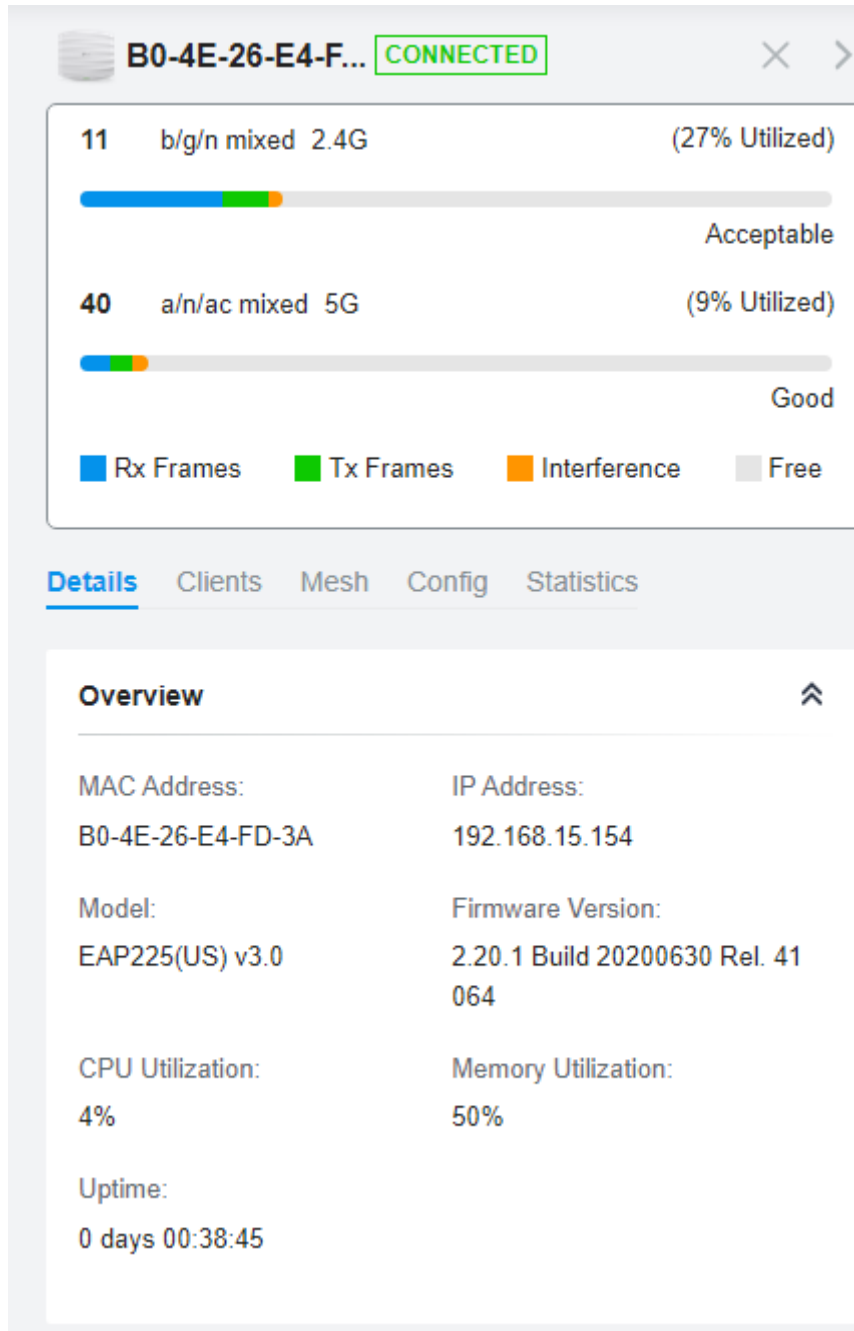 B0-4E-26-E4-F... CONNECTED
11 b/g/n mixed 2.4G (27% Utilized)
Acceptable
40 a/n/ac mixed 5G (9% Utilized)
Good
Rx Frames Tx Frames Interference Free
Details Clients Mesh Config Statistics
Overview
MAC Address: IP Address:
B0-4E-26-E4-FD-3A 192.168.15.154
Model: Firmware Version:
EAP225(US) v3.0 2.20.1 Build 20200630 Rel. 41
064
CPU Utilization: Memory Utilization:
4% 50%
Uptime:
0 days 00:38:45